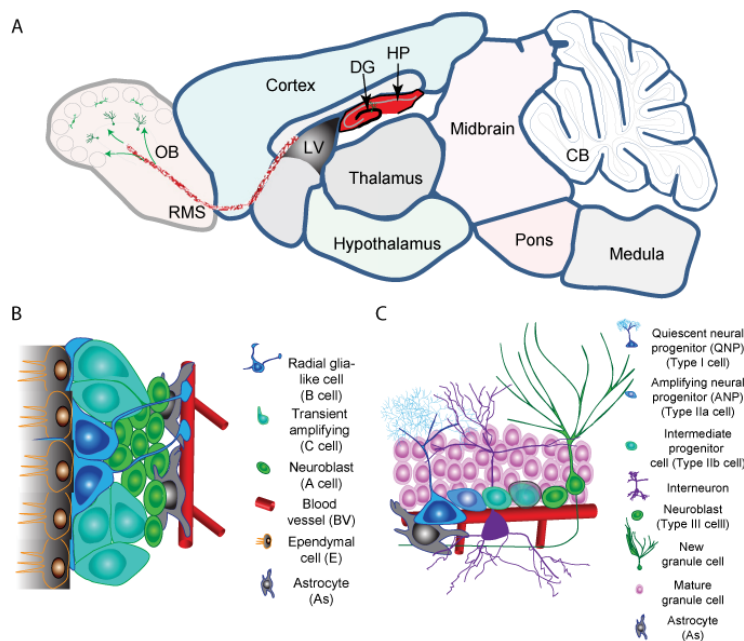 A
DG
HP
Cortex
OB
LV
Midbrain
CB
Thalamus
RMS
Hypothalamus
Pons
Medula
B
Radial glia-
like cell
(B cell)
Transient
amplifying
(C cell)
Neuroblast
(A cell)
Blood
vessel (BV)
Ependymal
cell (E)
Astrocyte
(As)
C
Quiescent neural
progenitor (QNP)
(Type I cell)
Amplifying neural
progenitor (ANP)
(Type IIa cell)
Intermediate
progenitor
cell (Type IIb cell)
Interneuron
Neuroblast
(Type III celll)
New
granule cell
Mature
granule cell
Astrocyte
(As)